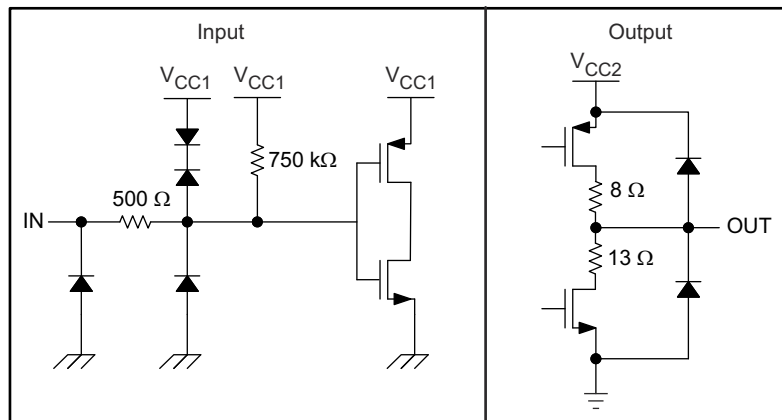 Input
VCC1
VCC1
VCC1
750 kΩ
500 Ω
IN
Output
VCC2
8 Ω
OUT
13 Ω